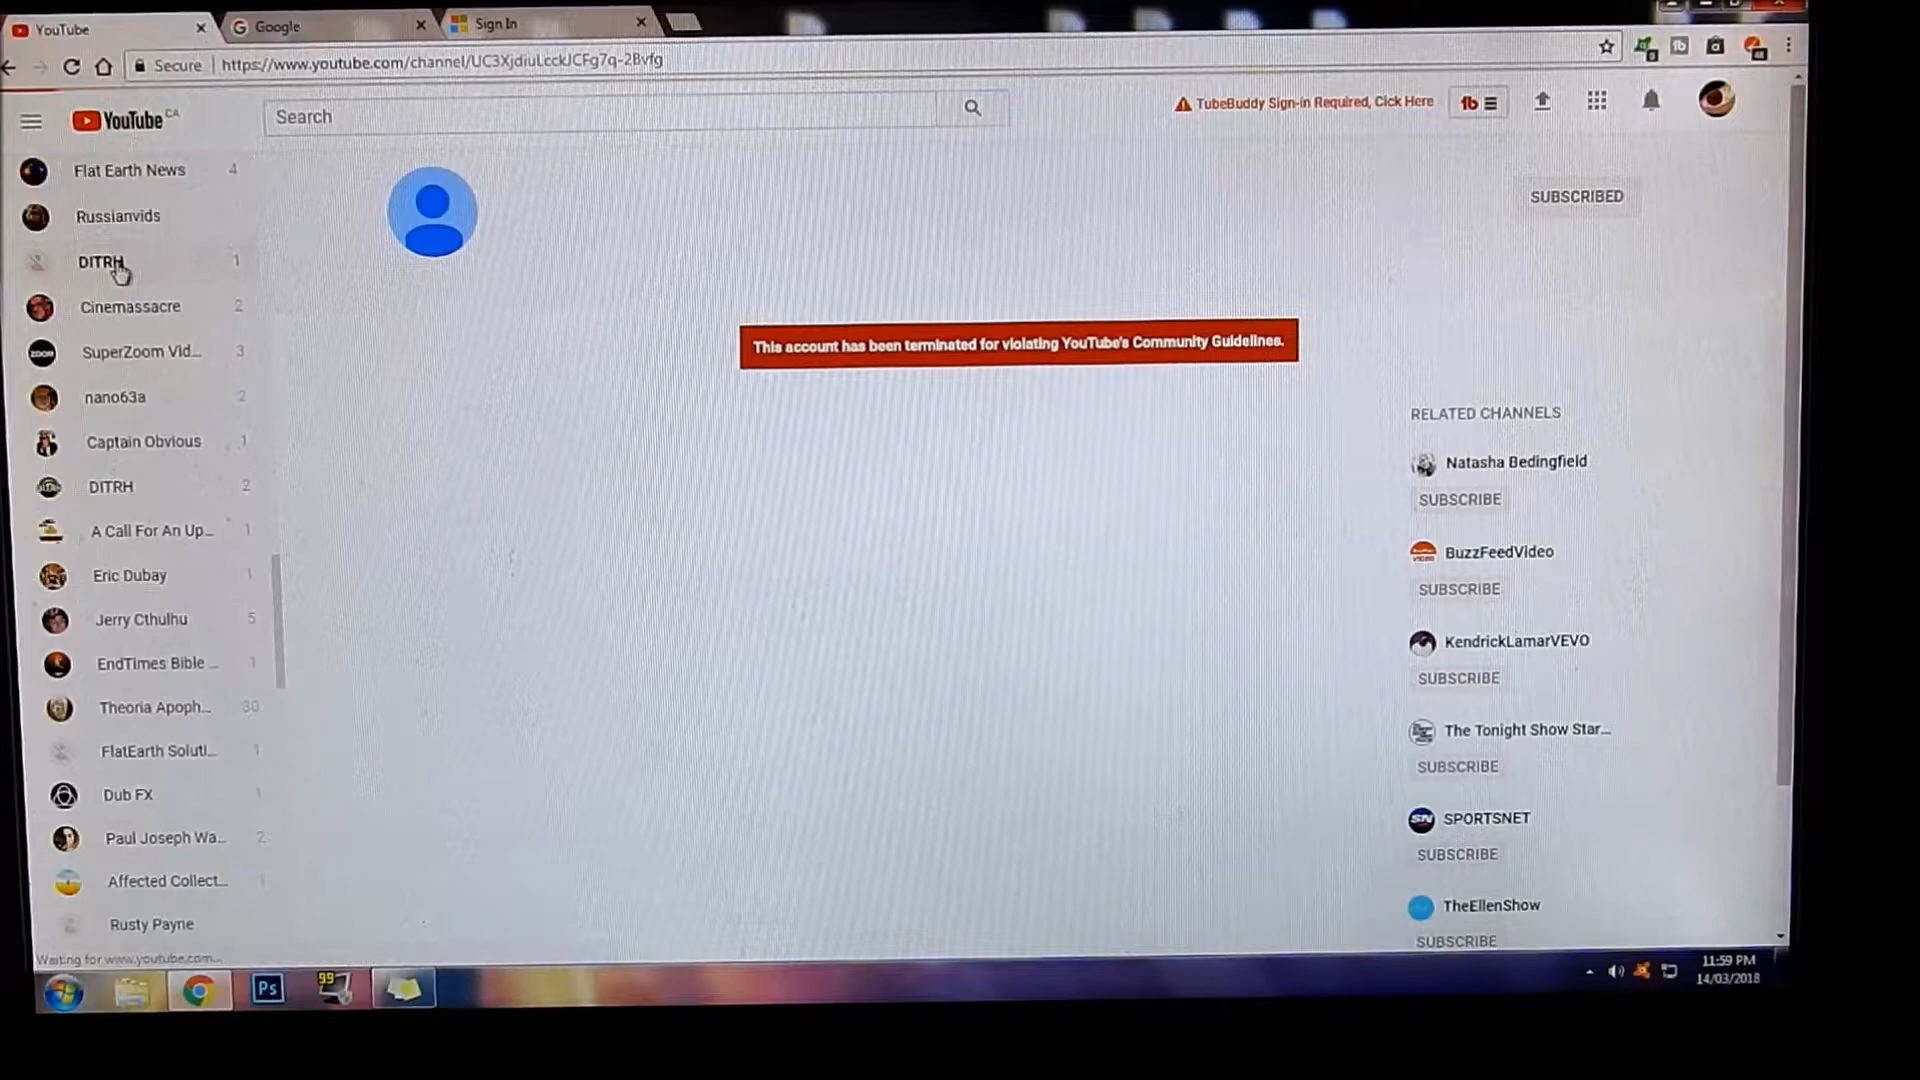 YouTube
Google
Sign In
Secure | https://www.youtube.com/channel/UC3XjdiuLcckJCFg7q-2Bvfg
YouTube CA
Search
TubeBuddy Sign-in Required, Click Here
Flat Earth News 4
Russianvids
DITRH 1
Cinemassacre 2
SuperZoom Vid... 3
nano63a 2
Captain Obvious 1
DITRH 2
A Call For An Up... 1
Eric Dubay 1
Jerry Cthulhu 5
EndTimes Bible ... 1
Theoria Apoph... 30
FlatEarth Soluti... 1
Dub FX 1
Paul Joseph Wa... 2
Affected Collect... 1
Rusty Payne
Waiting for www.youtube.com...
SUBSCRIBED
This account has been terminated for violating YouTube's Community Guidelines.
RELATED CHANNELS
Natasha Bedingfield
SUBSCRIBE
BuzzFeedVideo
SUBSCRIBE
KendrickLamarVEVO
SUBSCRIBE
The Tonight Show Star...
SUBSCRIBE
SPORTSNET
SUBSCRIBE
TheEllenShow
SUBSCRIBE
Ps
99
11:59 PM
14/03/2018